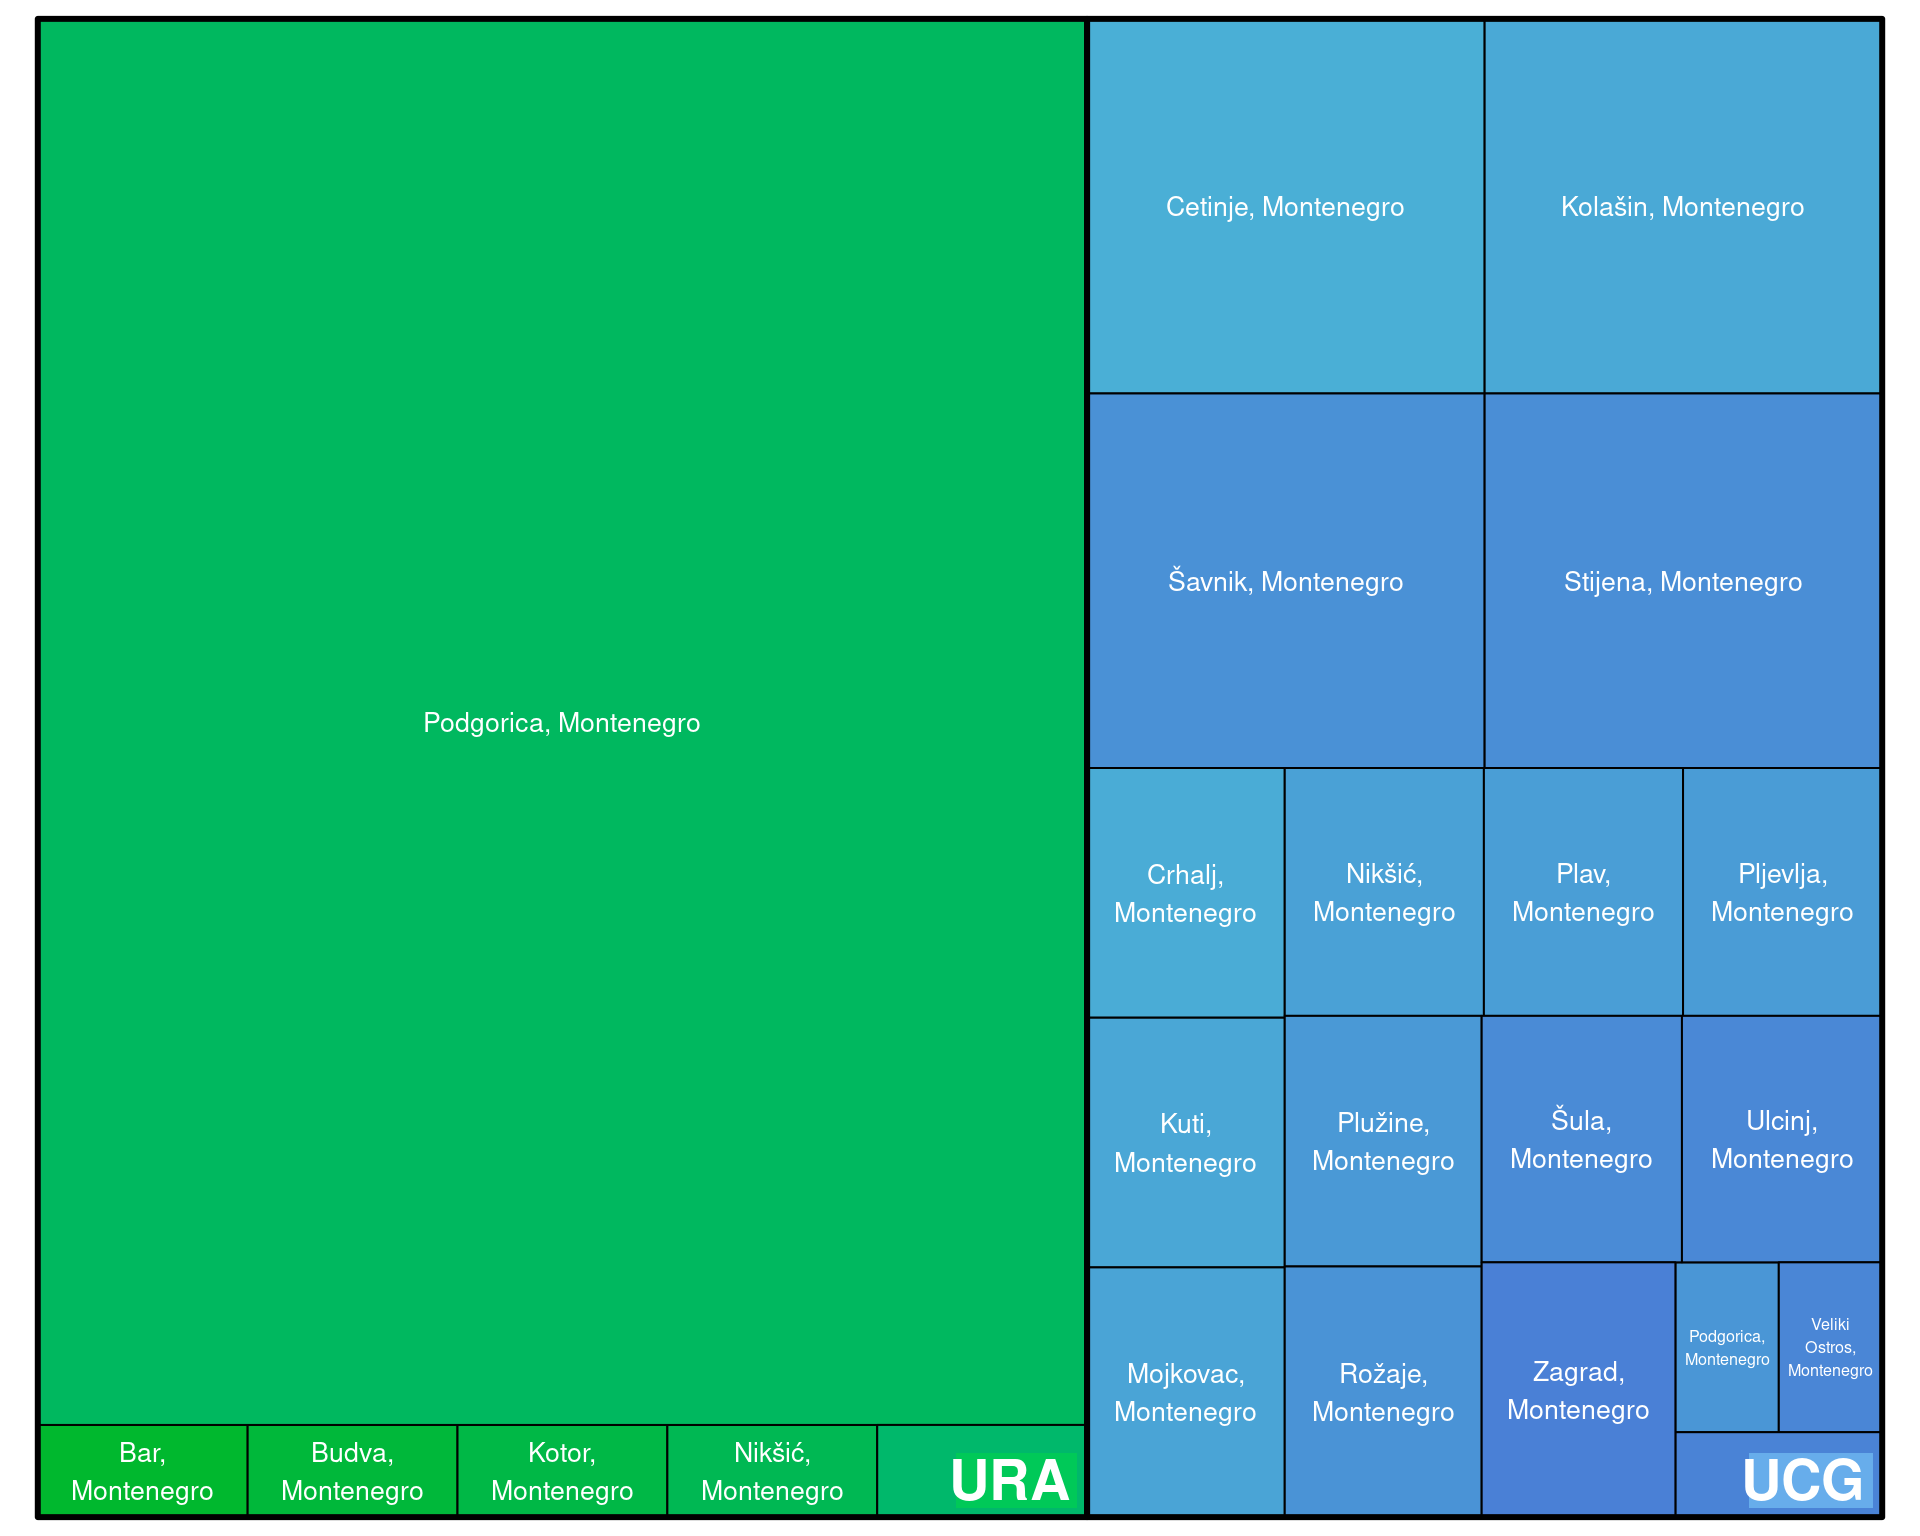 Podgorica, Montenegro
Bar,
Montenegro
Budva,
Montenegro
Kotor,
Montenegro
Nikšić,
Montenegro
URA
Cetinje, Montenegro
Kolašin, Montenegro
Šavnik, Montenegro
Stijena, Montenegro
Crhalj,
Montenegro
Nikšić,
Montenegro
Plav,
Montenegro
Pljevlja,
Montenegro
Kuti,
Montenegro
Plužine,
Montenegro
Šula,
Montenegro
Ulcinj,
Montenegro
Mojkovac,
Montenegro
Rožaje,
Montenegro
Zagrad,
Montenegro
Podgorica,
Montenegro
Veliki
Ostros,
Montenegro
UCG